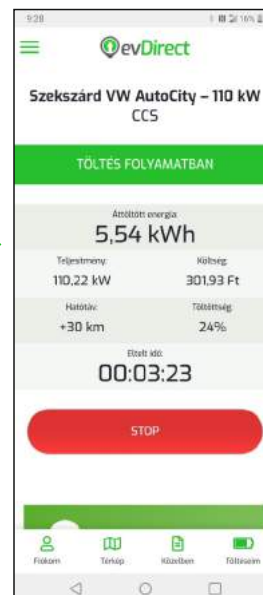 9:28
16%
evDirect
Szekszárd VW AutoCity – 110 kW
CCS
TÖLTÉS FOLYAMATBAN
Áttöltött energia:
5,54 kWh
Teljesítmény: Költség:
110,22 kW 301,93 Ft
Hatótáv: Töltöttség:
+30 km 24%
Eltelt idő:
00:03:23
STOP
Fiókom Térkép Közelben Töltéseim